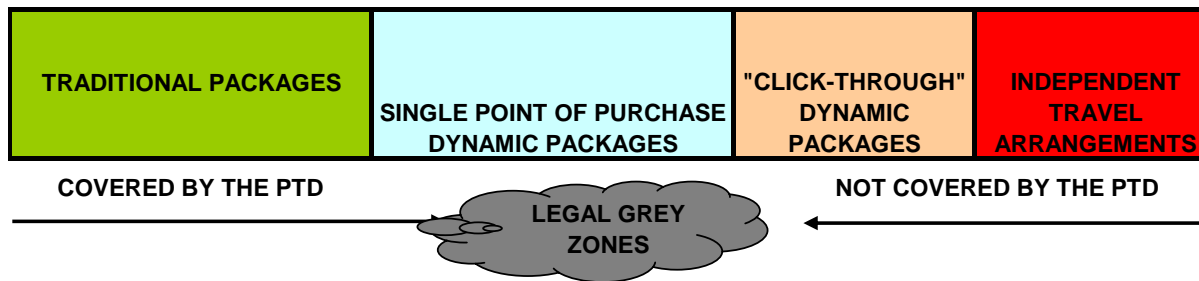 TRADITIONAL PACKAGES
SINGLE POINT OF PURCHASE
DYNAMIC PACKAGES
"CLICK-THROUGH"
DYNAMIC
PACKAGES
INDEPENDENT
TRAVEL
ARRANGEMENTS
COVERED BY THE PTD
LEGAL GREY
ZONES
NOT COVERED BY THE PTD